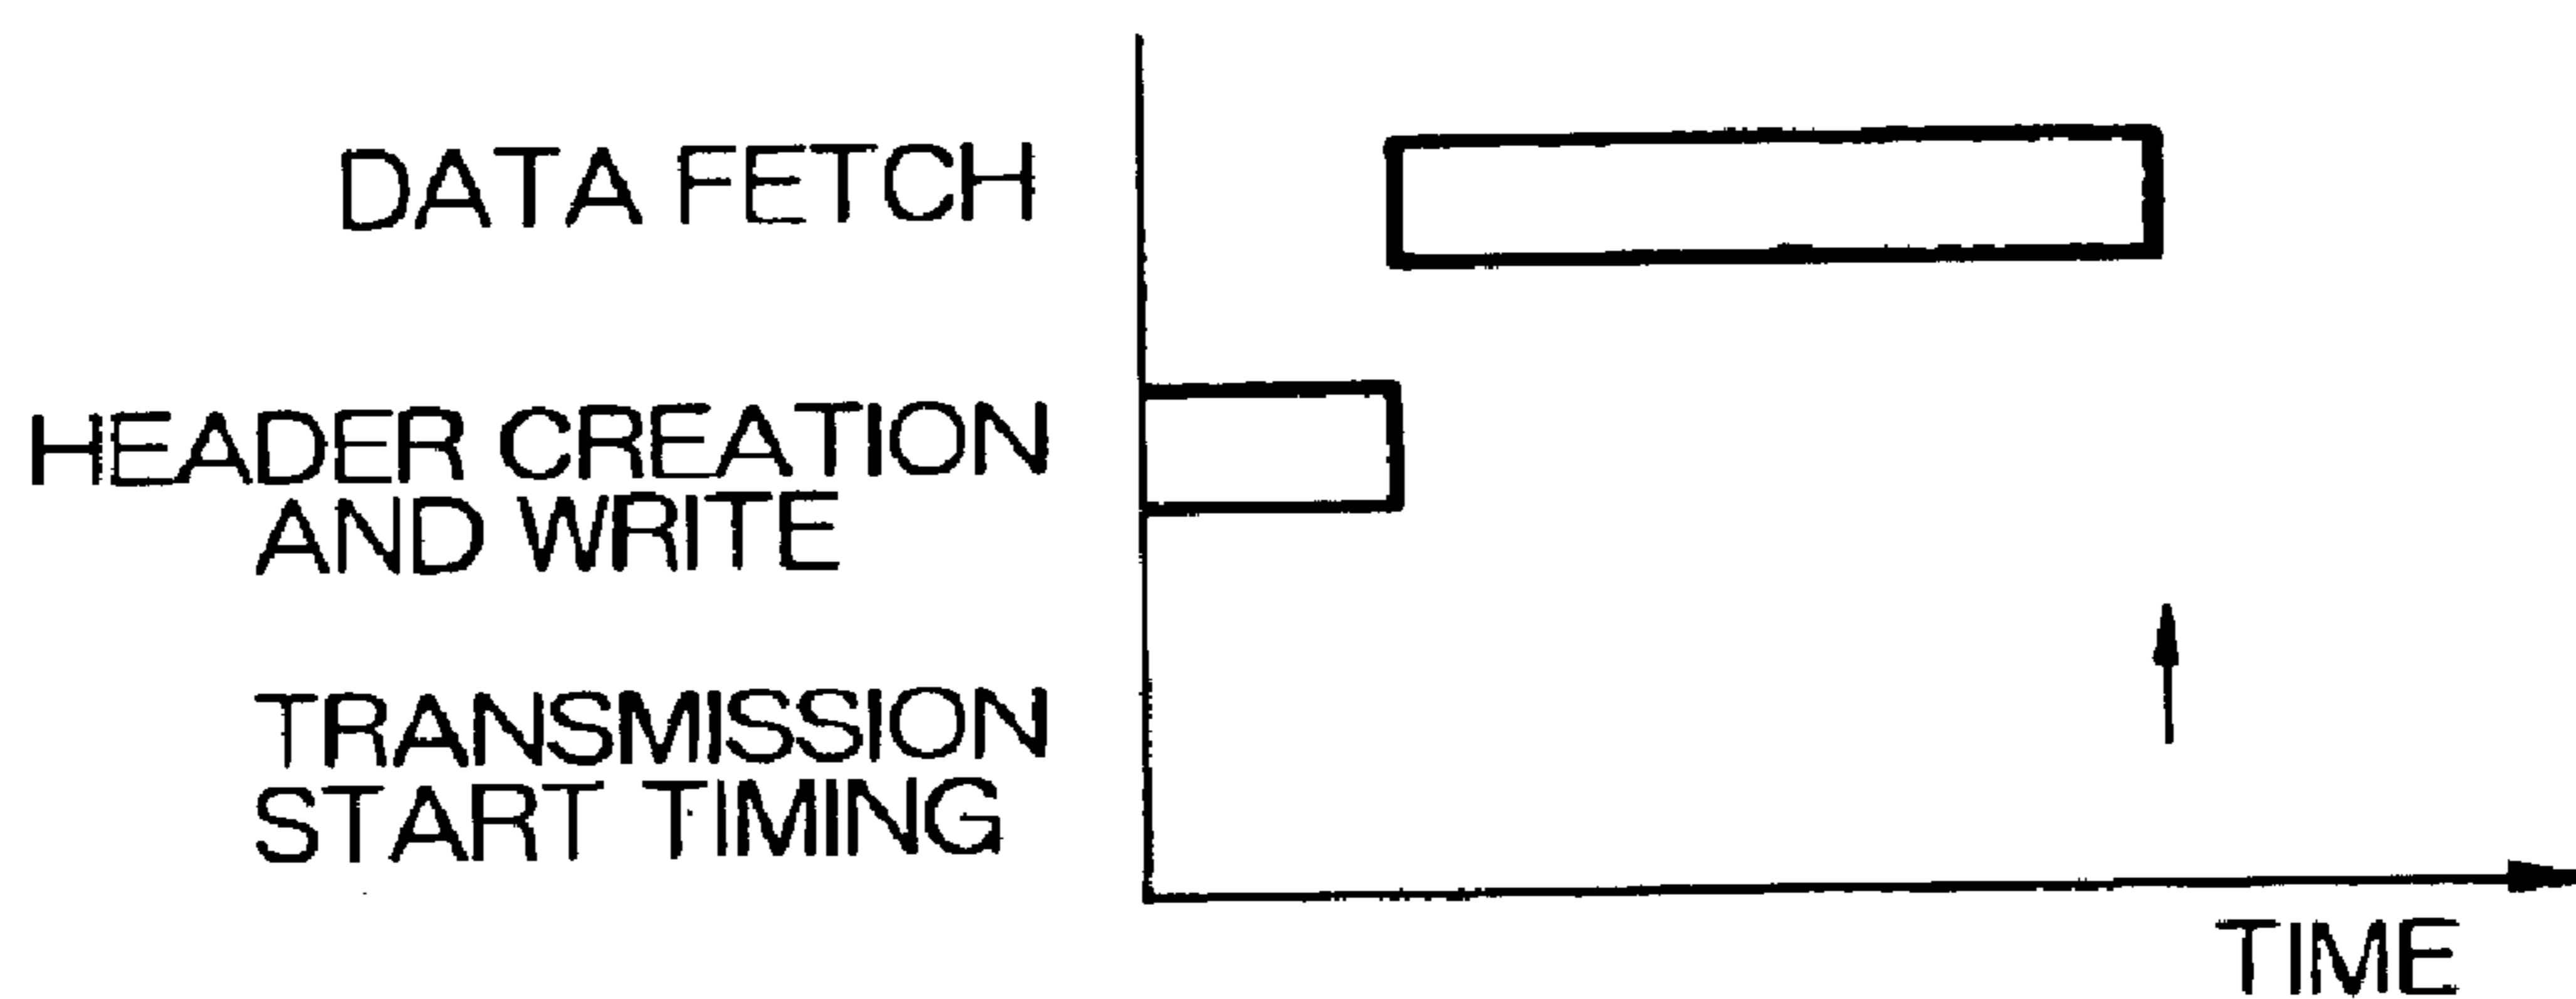 DATA FETCH
HEADER CREATION
AND WRITE
TRANSMISSION
START TIMING
TIME